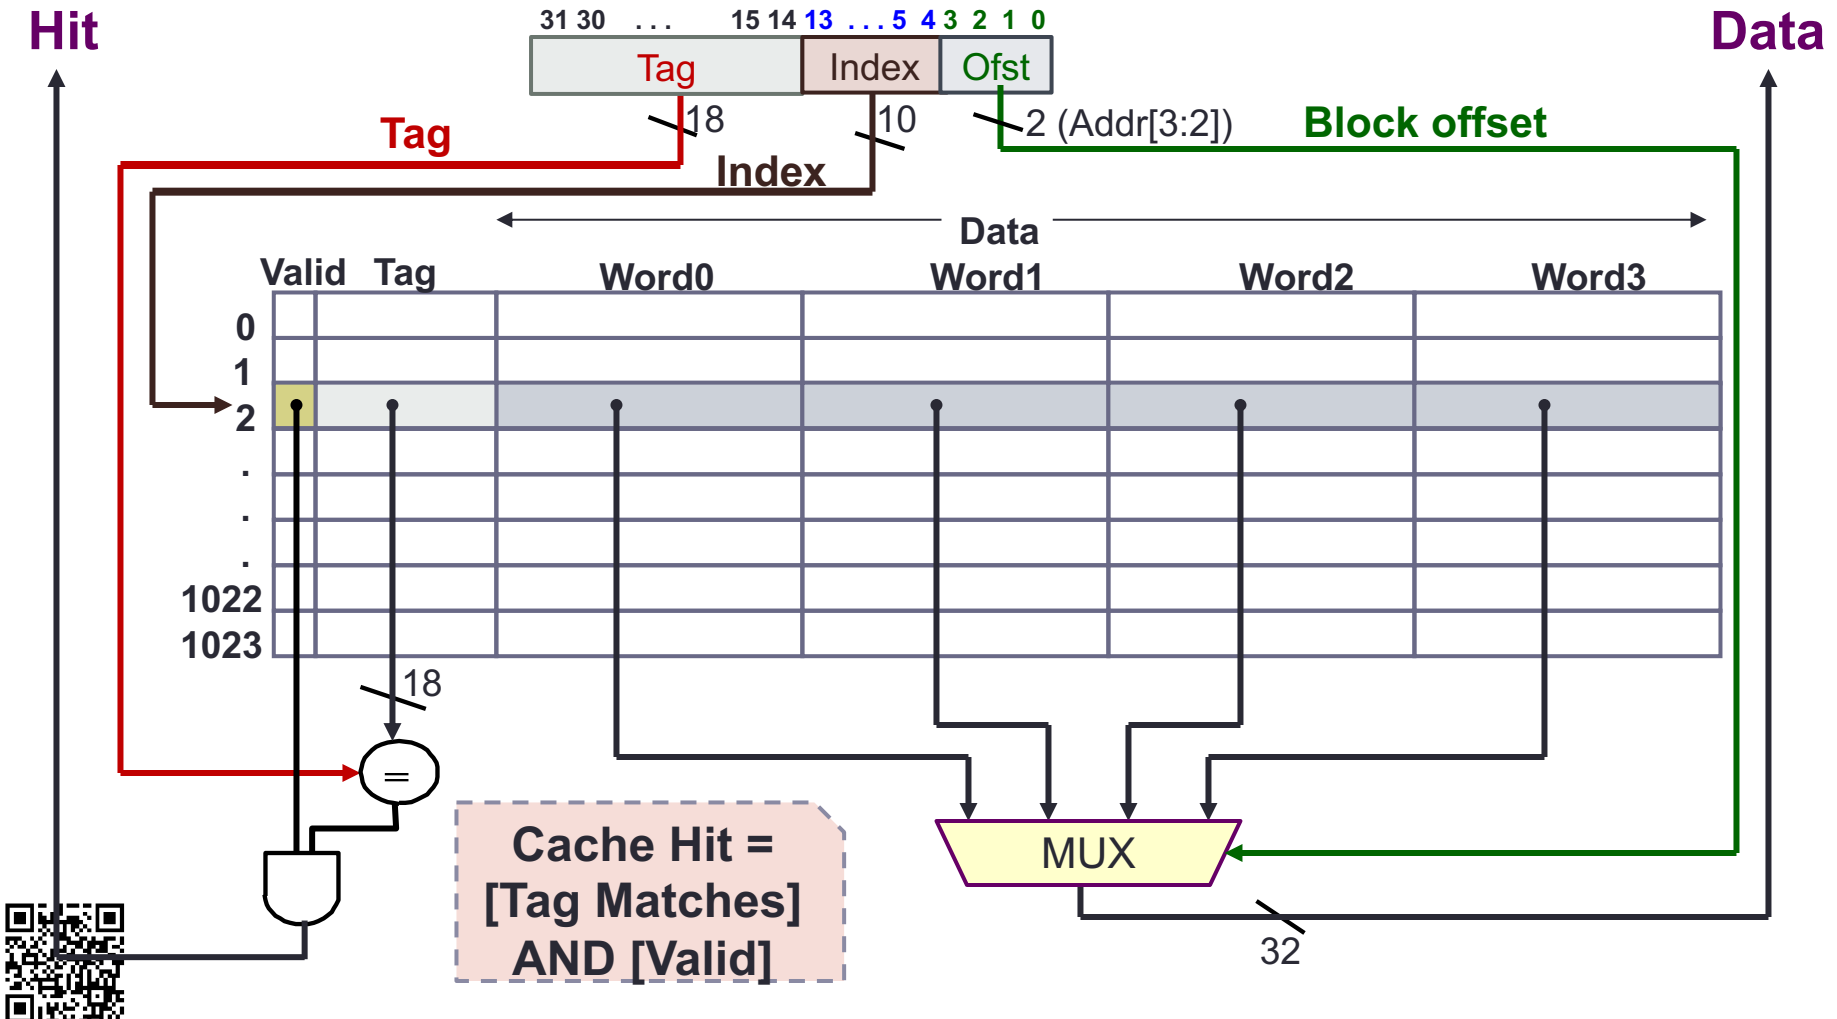 Hit
31 30 . . . 15 14 13 . . . 5 4 3 2 1 0
Data
Tag Index Ofst
18
10
2 (Addr[3:2])
Block offset
Tag
Index
Data
Valid Tag Word0 Word1 Word2 Word3
0
1
2
.
.
.
1022
1023
18
=
MUX
32
Cache Hit =
[Tag Matches]
AND [Valid]